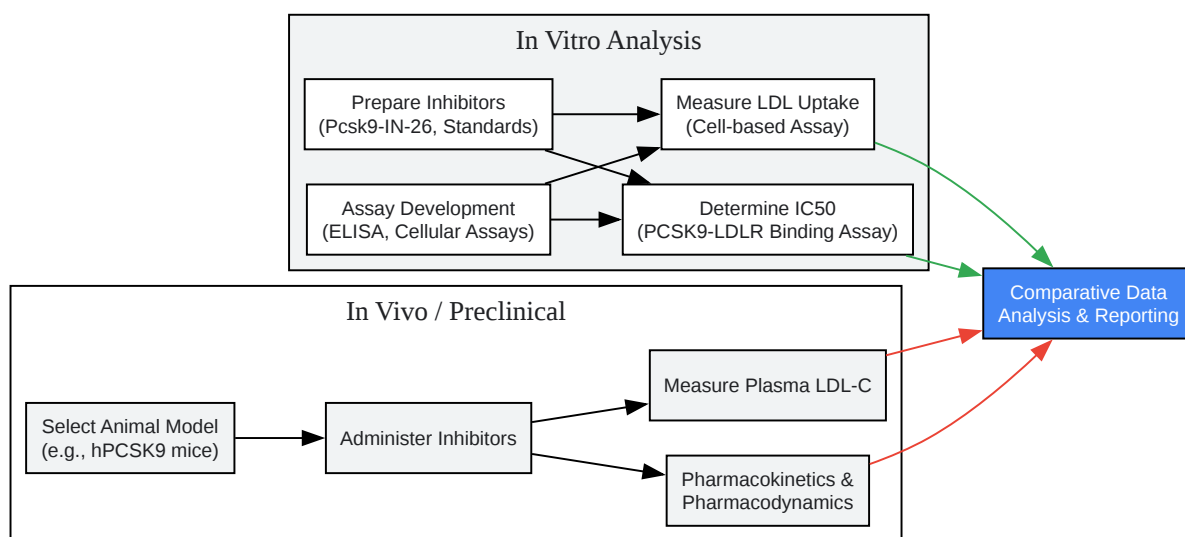 In Vitro Analysis
Prepare Inhibitors
(Pcsk9-IN-26, Standards)
Measure LDL Uptake
(Cell-based Assay)
Assay Development
(ELISA, Cellular Assays)
Determine IC50
(PCSK9-LDLR Binding Assay)
Comparative Data
Analysis & Reporting
In Vivo / Preclinical
Select Animal Model
(e.g., hPCSK9 mice)
Administer Inhibitors
Measure Plasma LDL-C
Pharmacokinetics &
Pharmacodynamics